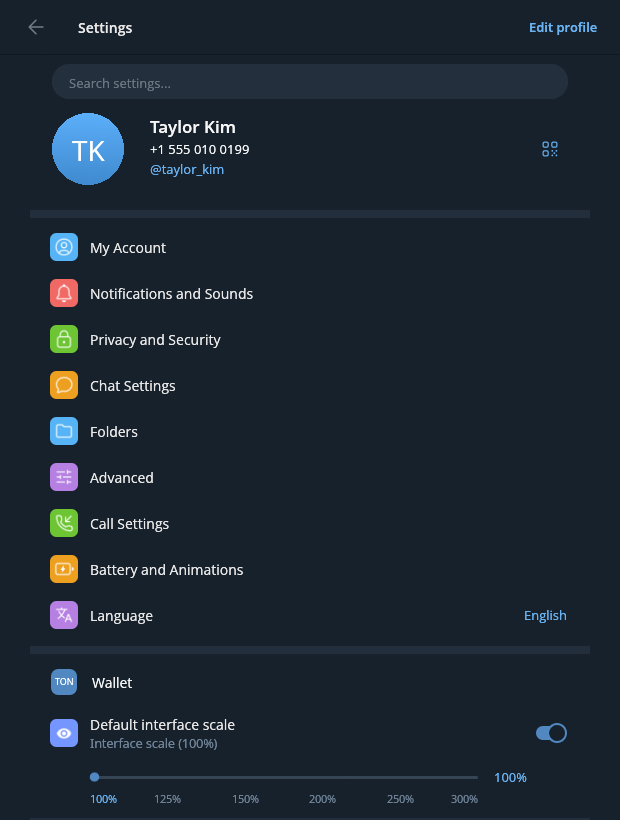 Settings
Edit profile
Search settings...
TK
Taylor Kim
+1 555 010 0199
@taylor_kim
My Account
Notifications and Sounds
Privacy and Security
Chat Settings
Folders
Advanced
Call Settings
Battery and Animations
Language
English
TON
Wallet
Default interface scale
Interface scale (100%)
100%
100% 125% 150% 200% 250% 300%